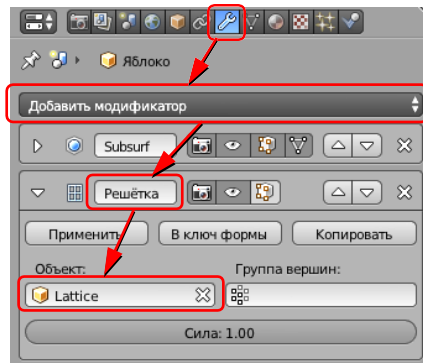 Яблоко
Добавить модификатор
Subsurf
Решётка
Применить В ключ формы Копировать
Объект: Группа вершин:
Lattice
Сила: 1.00